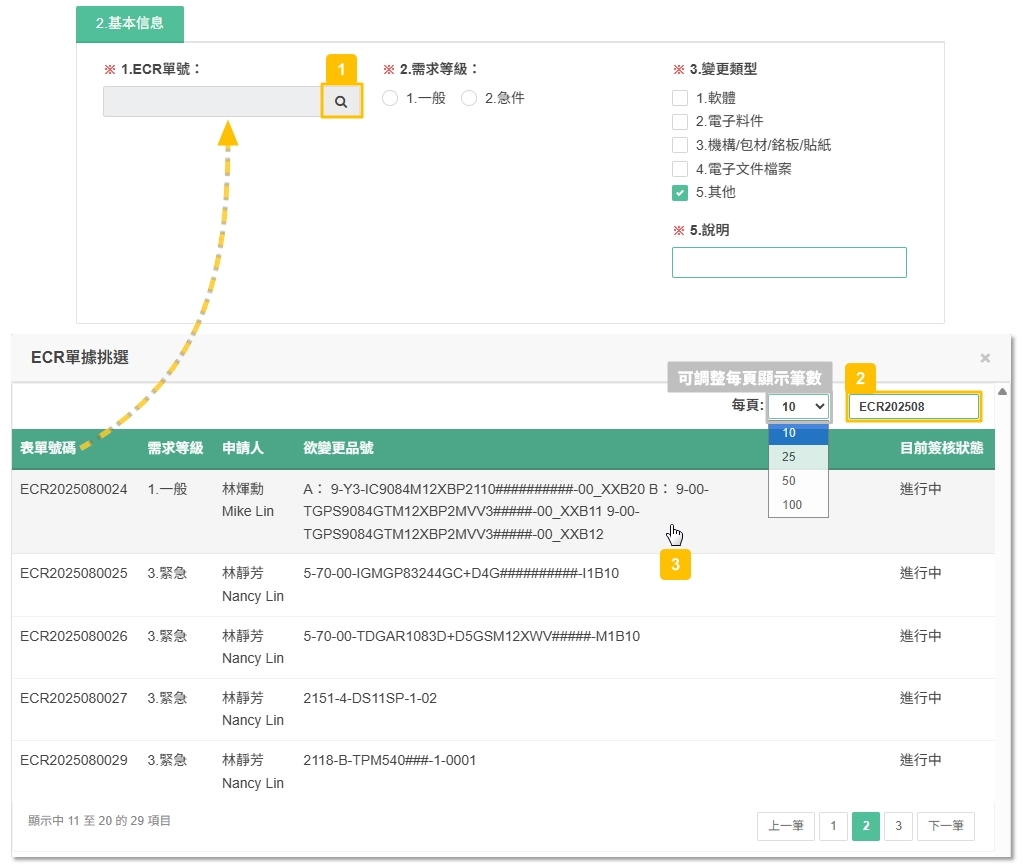 2.基本信息
※ 1.ECR單號：
1
※ 2.需求等級：
1.一般
2.急件
※ 3.變更類型
1.軟體
2.電子料件
3.機構/包材/銘板/貼紙
4.電子文件檔案
5.其他
※ 5.說明
ECR單據挑選
×
可調整每頁顯示筆數
2
每頁: 10
ECR202508
10
25
50
100
表單號碼 需求等級 申請人 欲變更品號 目前簽核狀態
ECR2025080024 1.一般 林煇勳 A： 9-Y3-IC9084M12XBP2110##########-00_XXB20 B： 9-00- 進行中
Mike Lin TGPS9084GTM12XBP2MVV3#####-00_XXB11 9-00-
TGPS9084GTM12XBP2MVV3#####-00_XXB12
3
ECR2025080025 3.緊急 林靜芳 5-70-00-IGMGP83244GC+D4G##########-I1B10 進行中
Nancy Lin
ECR2025080026 3.緊急 林靜芳 5-70-00-TDGAR1083D+D5GSM12XWV#####-M1B10 進行中
Nancy Lin
ECR2025080027 3.緊急 林靜芳 2151-4-DS11SP-1-02 進行中
Nancy Lin
ECR2025080029 3.緊急 林靜芳 2118-B-TPM540###-1-0001 進行中
Nancy Lin
顯示中 11 至 20 的 29 項目
上一筆 1 2 3 下一筆